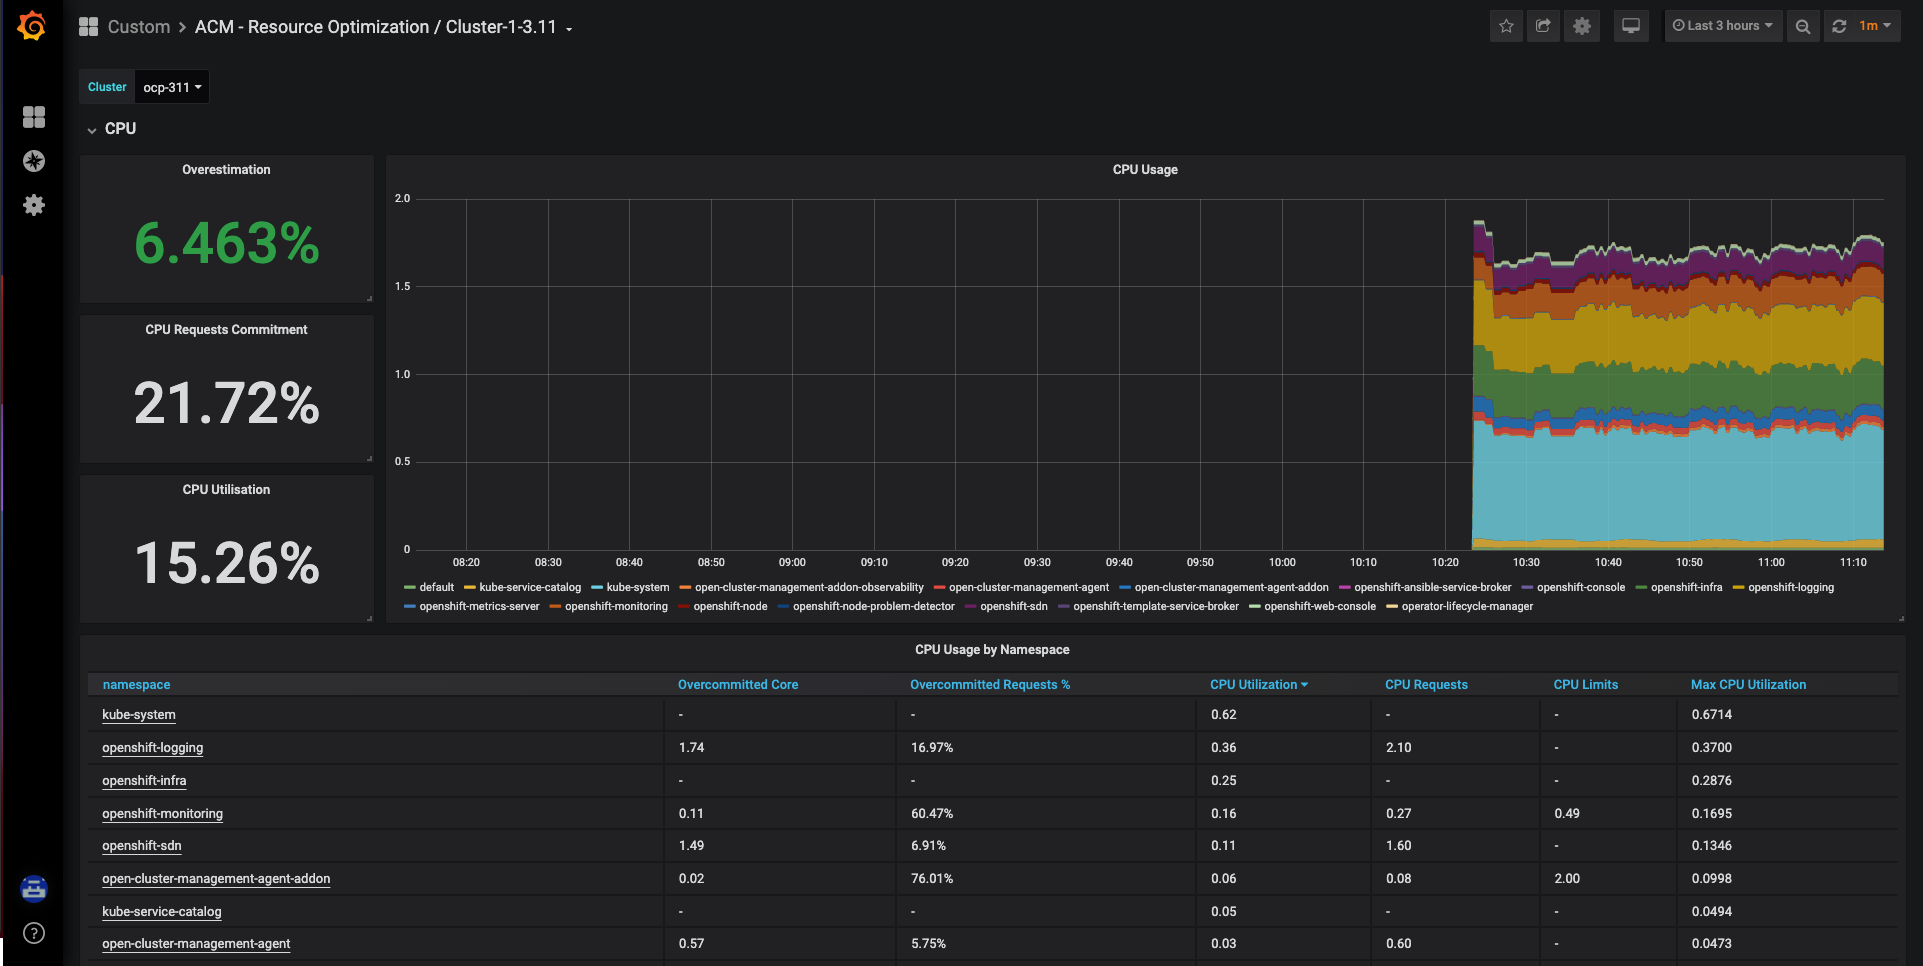 Custom > ACM - Resource Optimization / Cluster-1-3.11
Last 3 hours
1m
Cluster ocp-311
CPU
Overestimation
6.463%
CPU Requests Commitment
21.72%
CPU Utilisation
15.26%
CPU Usage
2.0
1.5
1.0
0.5
0
08:20 08:30 08:40 08:50 09:00 09:10 09:20 09:30 09:40 09:50 10:00 10:10 10:20 10:30 10:40 10:50 11:00 11:10
default kube-service-catalog kube-system open-cluster-management-addon-observability open-cluster-management-agent open-cluster-management-agent-addon openshift-ansible-service-broker openshift-console openshift-infra openshift-logging
openshift-metrics-server openshift-monitoring openshift-node openshift-node-problem-detector openshift-sdn openshift-template-service-broker openshift-web-console operator-lifecycle-manager
CPU Usage by Namespace
namespace Overcommitted Core Overcommitted Requests % CPU Utilization CPU Requests CPU Limits Max CPU Utilization
kube-system - - 0.62 - - 0.6714
openshift-logging 1.74 16.97% 0.36 2.10 - 0.3700
openshift-infra - - 0.25 - - 0.2876
openshift-monitoring 0.11 60.47% 0.16 0.27 0.49 0.1695
openshift-sdn 1.49 6.91% 0.11 1.60 - 0.1346
open-cluster-management-agent-addon 0.02 76.01% 0.06 0.08 2.00 0.0998
kube-service-catalog - - 0.05 - - 0.0494
open-cluster-management-agent 0.57 5.75% 0.03 0.60 - 0.0473